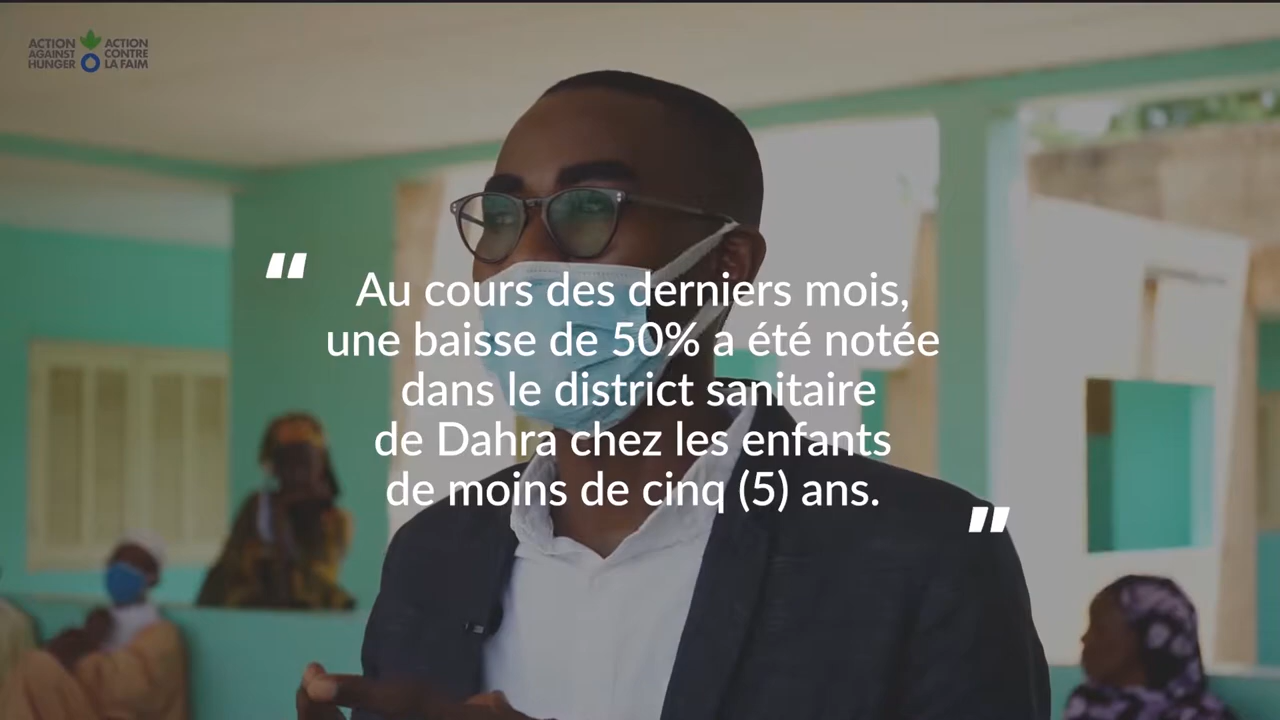 ACTION AGAINST HUNGER
ACTION CONTRE LA FAIM
“ Au cours des derniers mois,
une baisse de 50% a été notée
dans le district sanitaire
de Dahra chez les enfants
de moins de cinq (5) ans. "